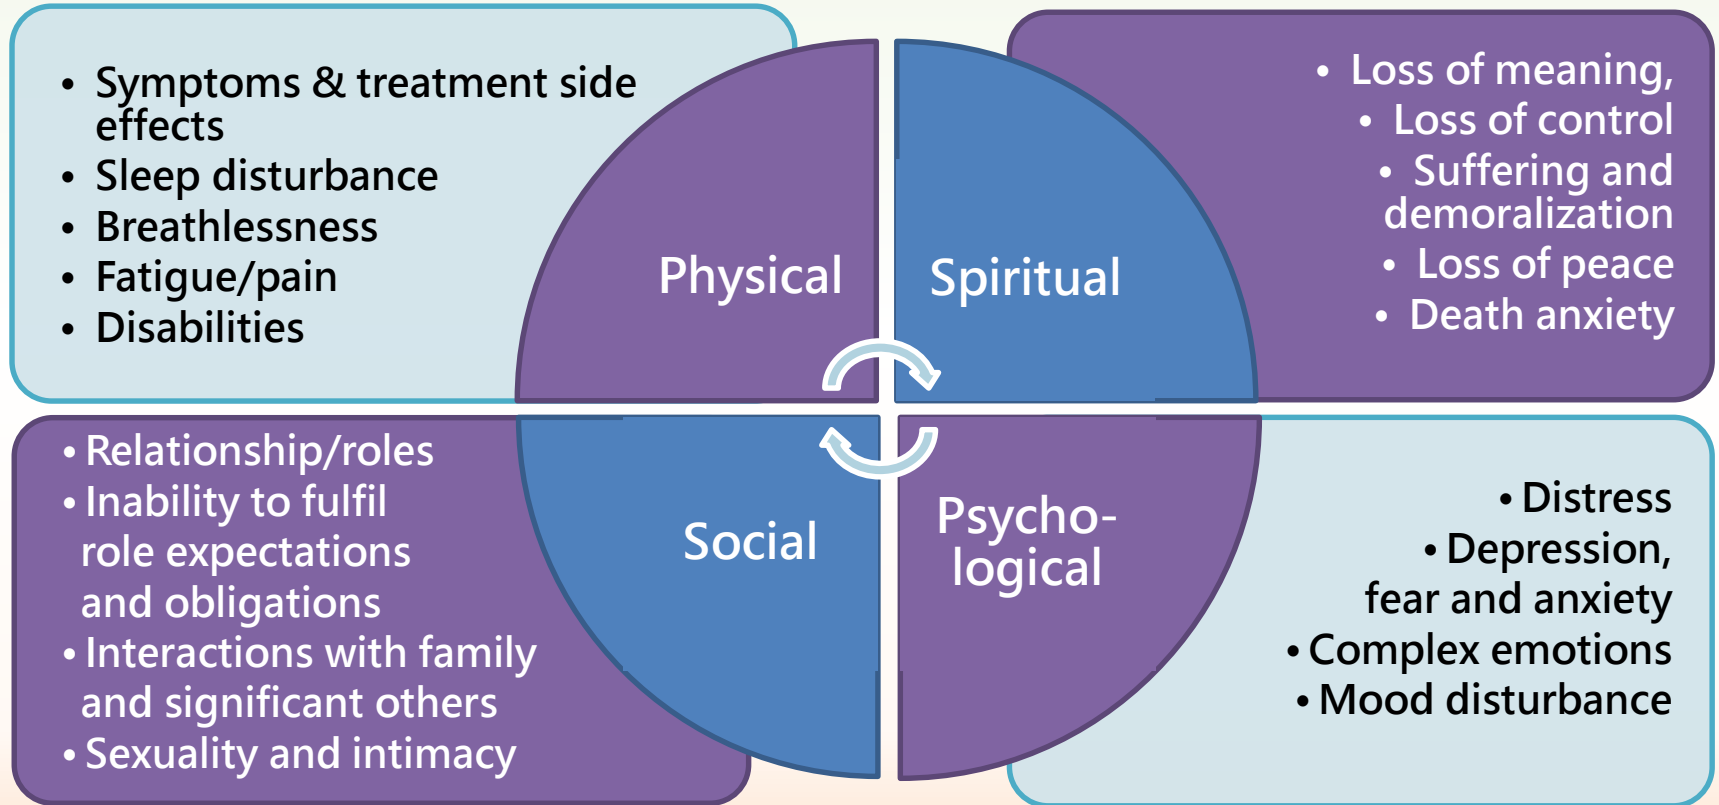 • Symptoms & treatment side
effects
• Sleep disturbance
• Breathlessness
• Fatigue/pain
• Disabilities
Physical
Spiritual
• Loss of meaning,
• Loss of control
• Suffering and
demoralization
• Loss of peace
• Death anxiety
• Relationship/roles
• Inability to fulfil
role expectations
and obligations
• Interactions with family
and significant others
• Sexuality and intimacy
Social
Psycho-
logical
• Distress
• Depression,
fear and anxiety
• Complex emotions
• Mood disturbance